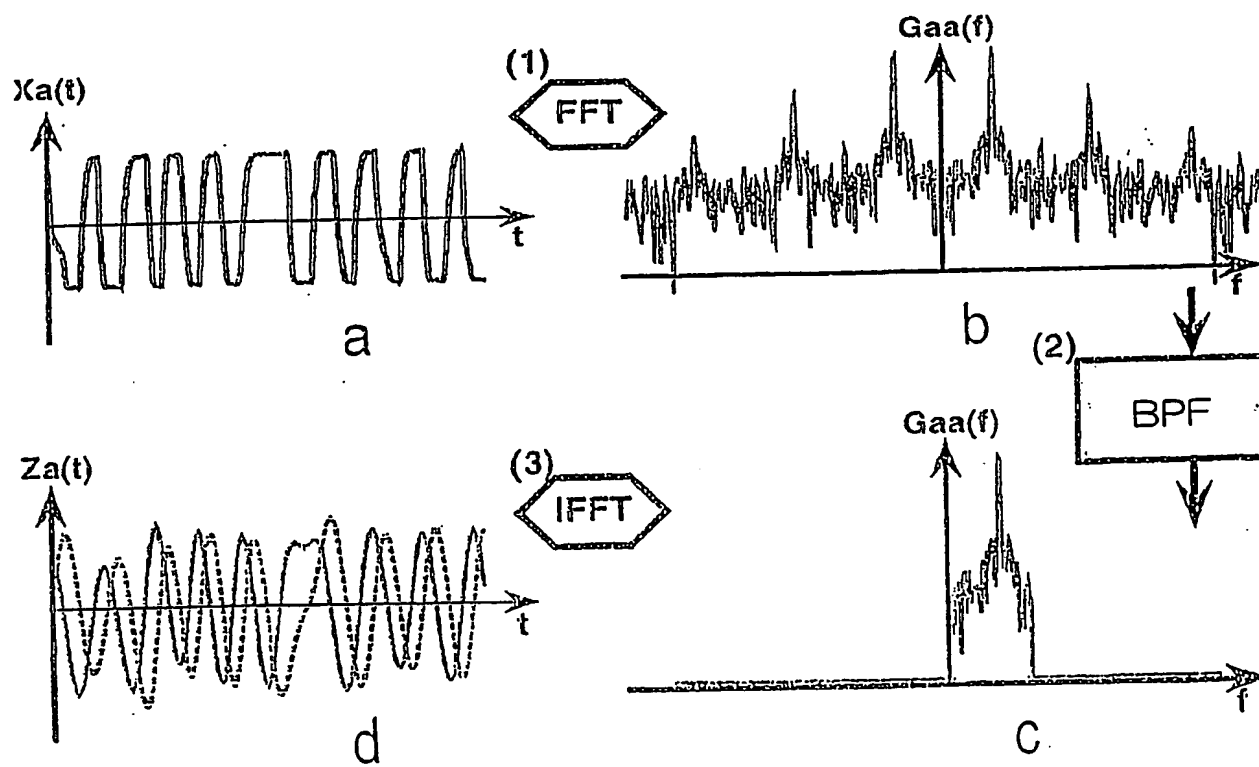 Xa(t)
t
a
(1)
FFT
Gaa(f)
f
b
(2)
BPF
Gaa(f)
f
c
(3)
IFFT
Za(t)
t
d